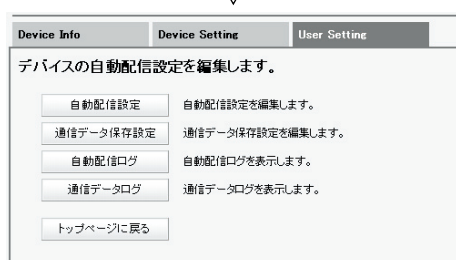 Device Info Device Setting User Setting
デバイスの自動配信設定を編集します。
自動配信設定 自動配信設定を編集します。
通信データ保存設定 通信データ保存設定を編集します。
自動配信ログ 自動配信ログを表示します。
通信データログ 通信データログを表示します。
トップページに戻る